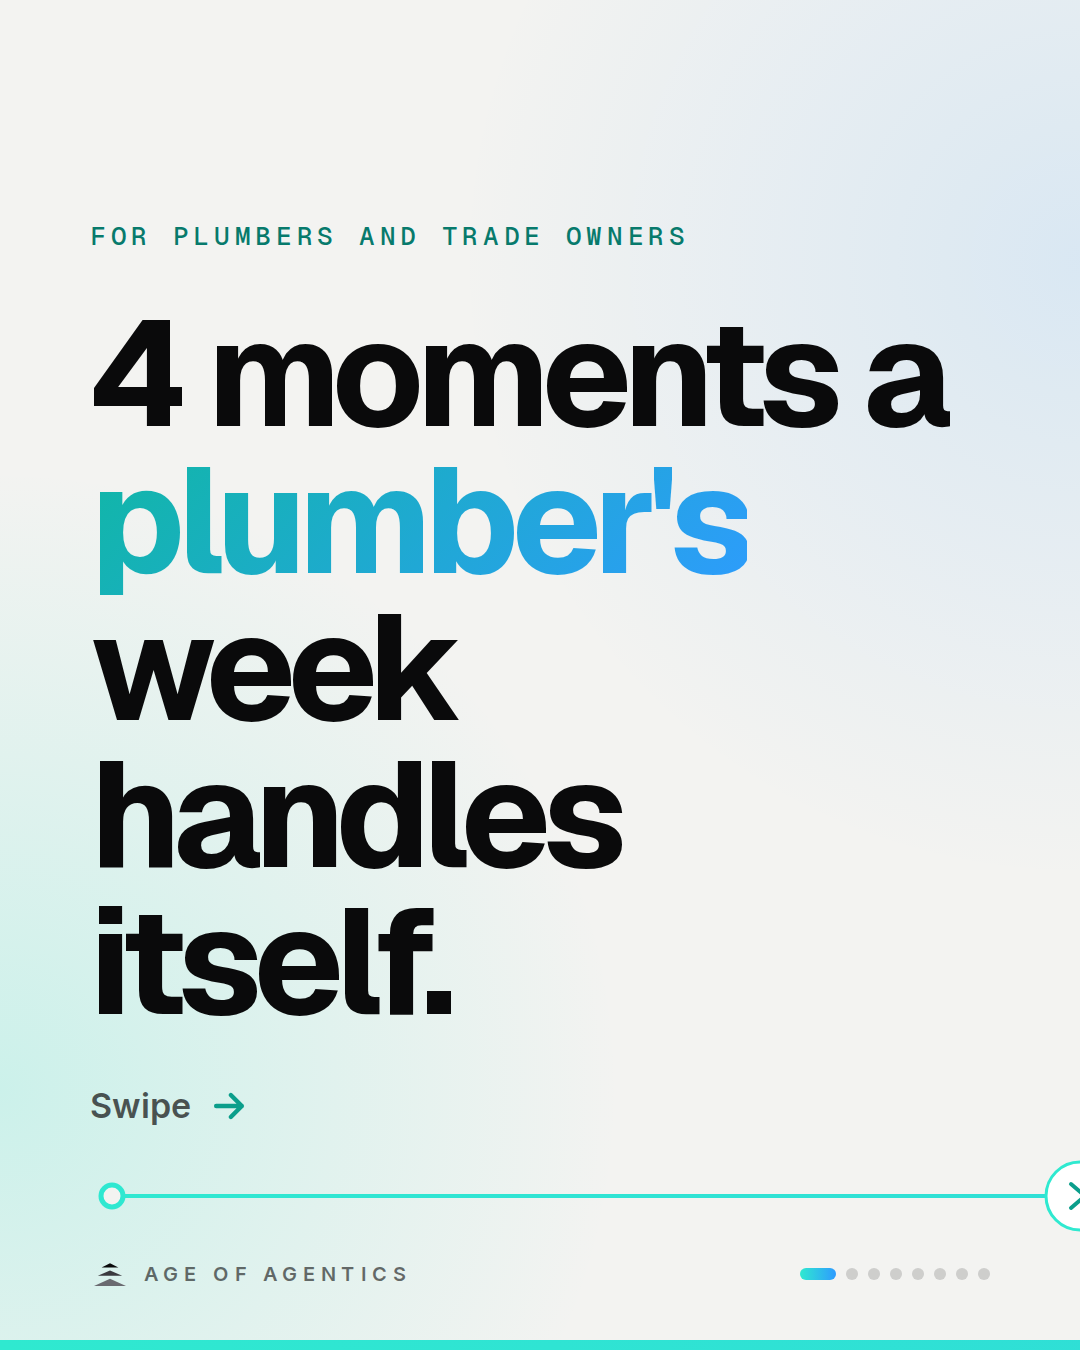 FOR PLUMBERS AND TRADE OWNERS
4 moments a
plumber's
week
handles
itself.
Swipe →
AGE OF AGENTICS